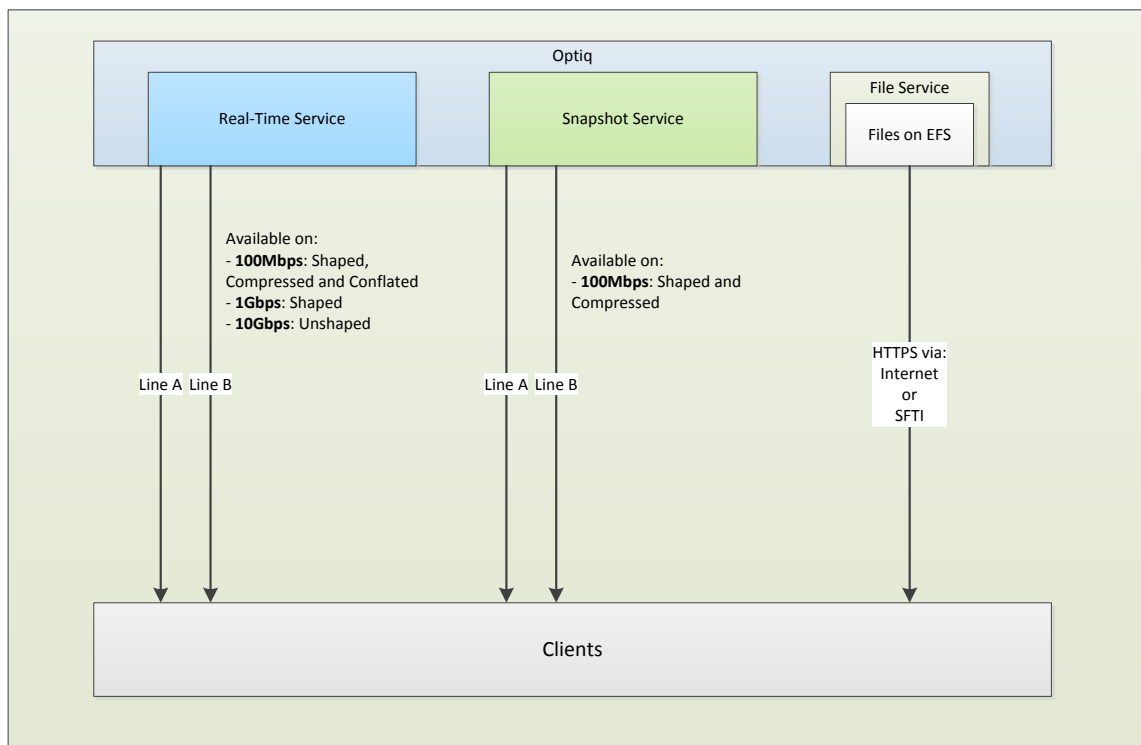 Optiq
Real-Time Service
Snapshot Service
File Service
Files on EFS
Available on:
- 100Mbps: Shaped,
Compressed and Conflated
- 1Gbps: Shaped
- 10Gbps: Unshaped
Available on:
- 100Mbps: Shaped and
Compressed
Line A
Line B
Line A
Line B
HTTPS via:
Internet
or
SFTI
Clients